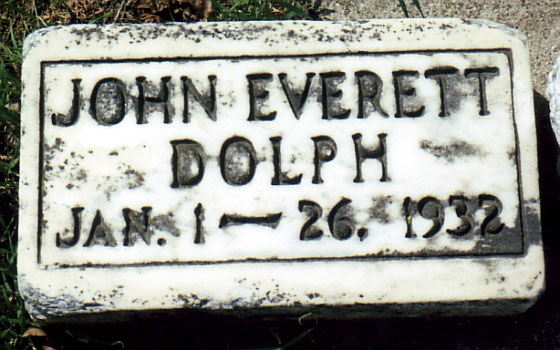 JOHN EVERETT
DOLPH
JAN. 1 — 26, 1932